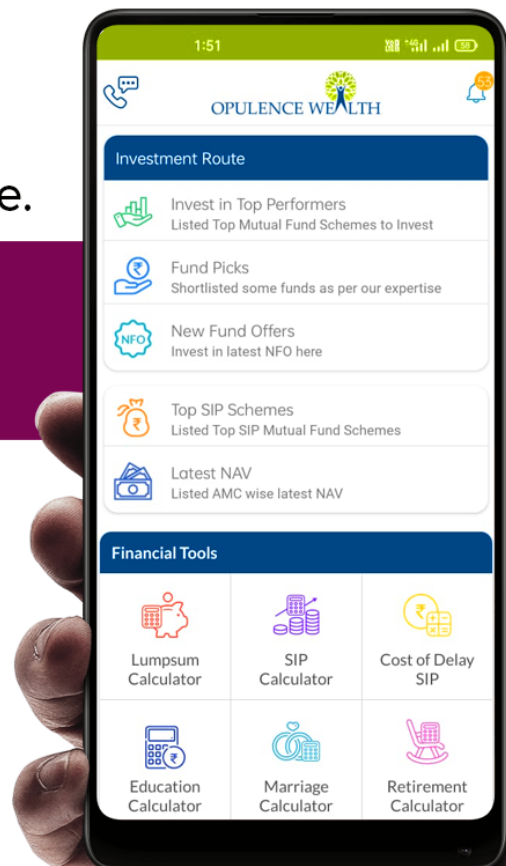 e.
1:51
58
53
OPULENCE WEALTH
Investment Route
Invest in Top Performers
Listed Top Mutual Fund Schemes to Invest
Fund Picks
Shortlisted some funds as per our expertise
NFO
New Fund Offers
Invest in latest NFO here
Top SIP Schemes
Listed Top SIP Mutual Fund Schemes
Latest NAV
Listed AMC wise latest NAV
Financial Tools
Lumpsum
Calculator
SIP
Calculator
Cost of Delay
SIP
Education
Calculator
Marriage
Calculator
Retirement
Calculator